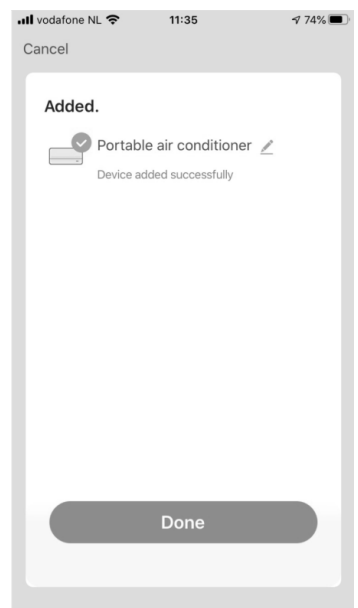 vodafone NL 11:35 74%
Cancel
Added.
Portable air conditioner
Device added successfully
Done